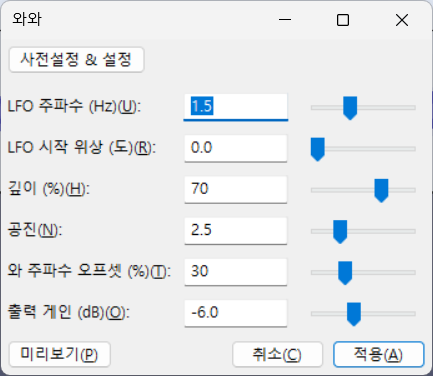 와와
사전설정 & 설정
LFO 주파수 (Hz)(U): 1.5
LFO 시작 위상 (도)(R): 0.0
깊이 (%)(H): 70
공진(N): 2.5
와 주파수 오프셋 (%)(T): 30
출력 게인 (dB)(O): -6.0
미리보기(P) 취소(C) 적용(A)